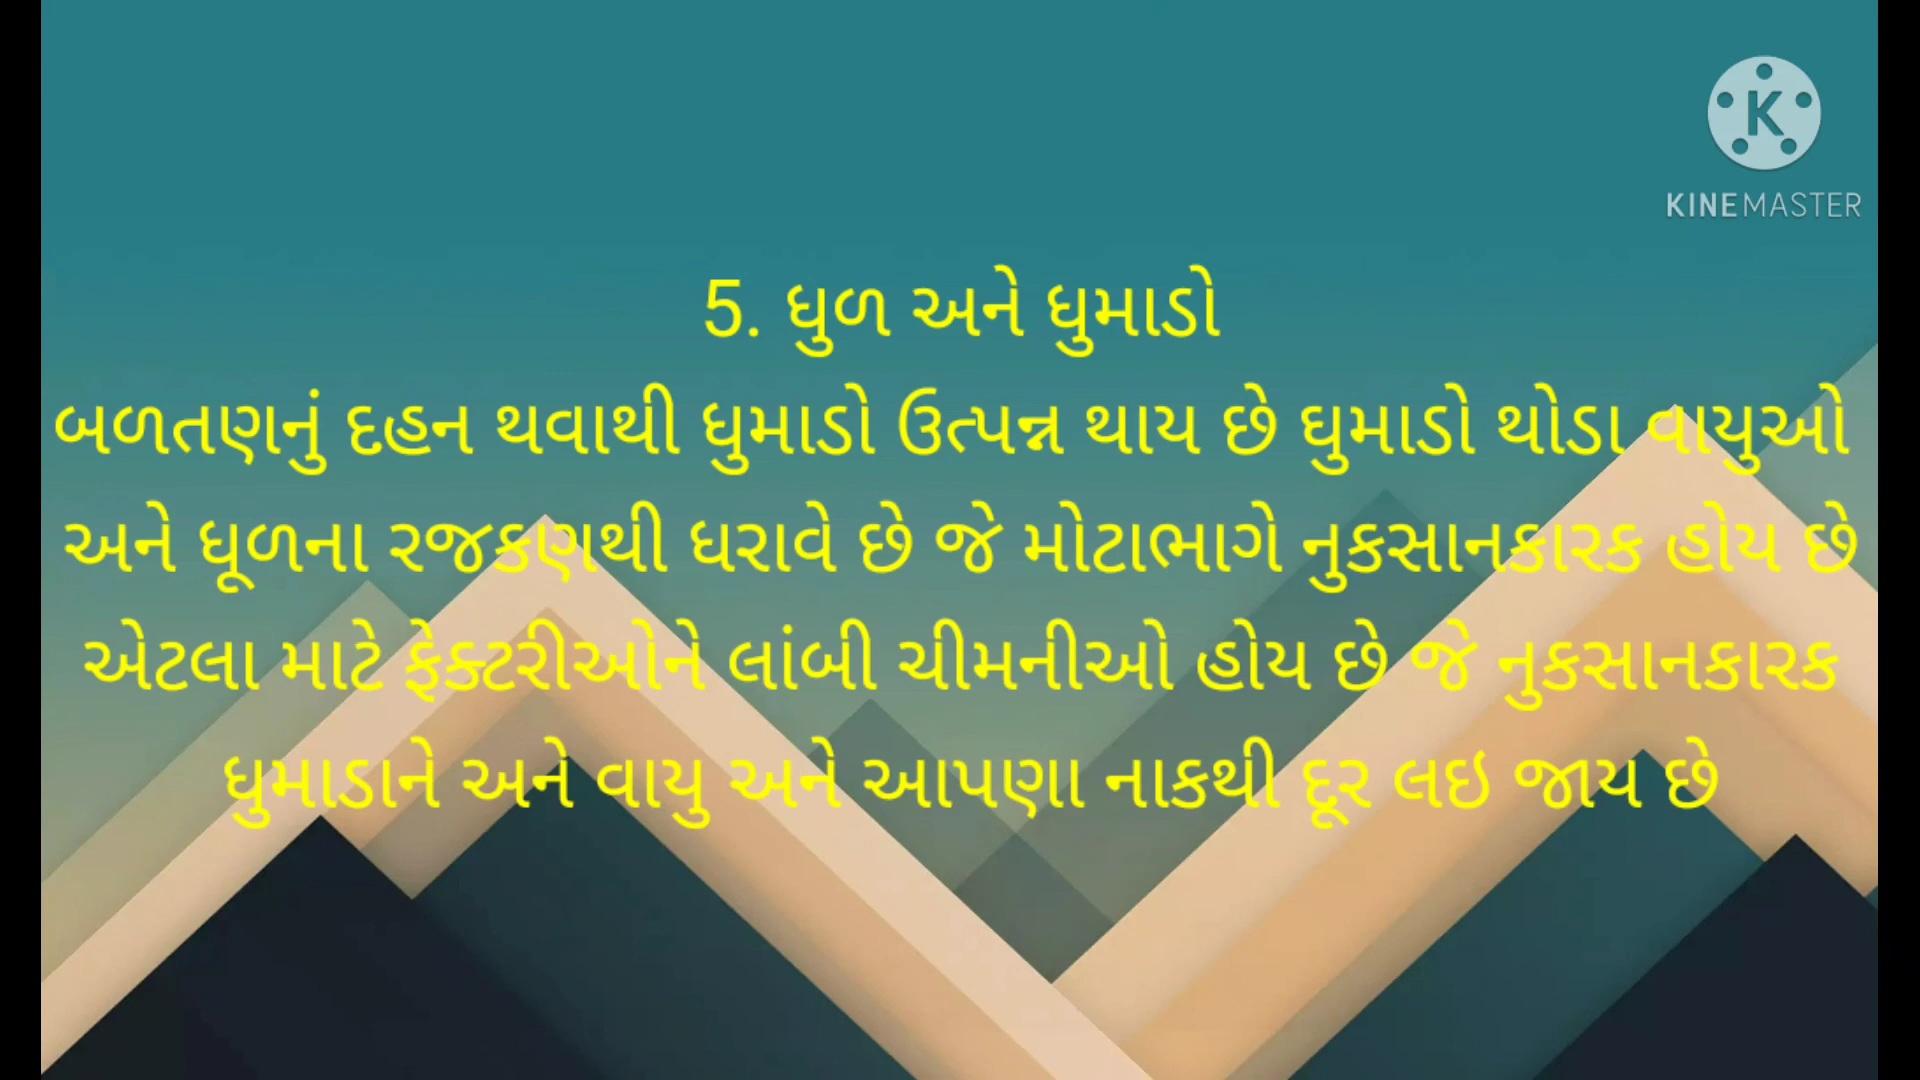 KINEMASTER
5. ધુળ અને ધુમાડો
બળતણનું દહન થવાથી ધુમાડો ઉત્પન્ન થાય છે ઘુમાડો થોડા વાયુઓ
અને ધૂળના રજકણથી ધરાવે છે જે મોટાભાગે નુકસાનકારક હોય છે
એટલા માટે ફેક્ટરીઓને લાંબી ચીમનીઓ હોય છે જે નુકસાનકારક
ધુમાડાને અને વાયુ અને આપણા નાકથી દૂર લઇ જાય છે